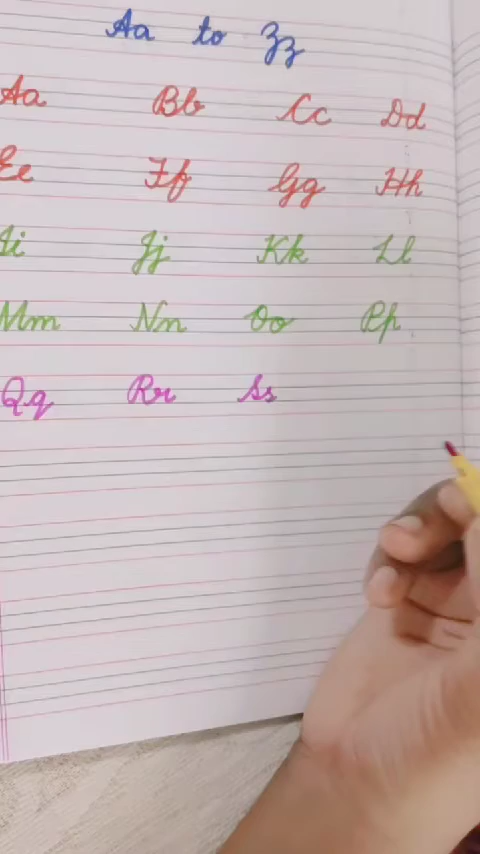 Aa to Zz
Aa Bb Cc Dd
Ee Ff Gg Hh
Ii Jj Kk Ll
Mm Nn Oo Pp
Qq Rr Ss